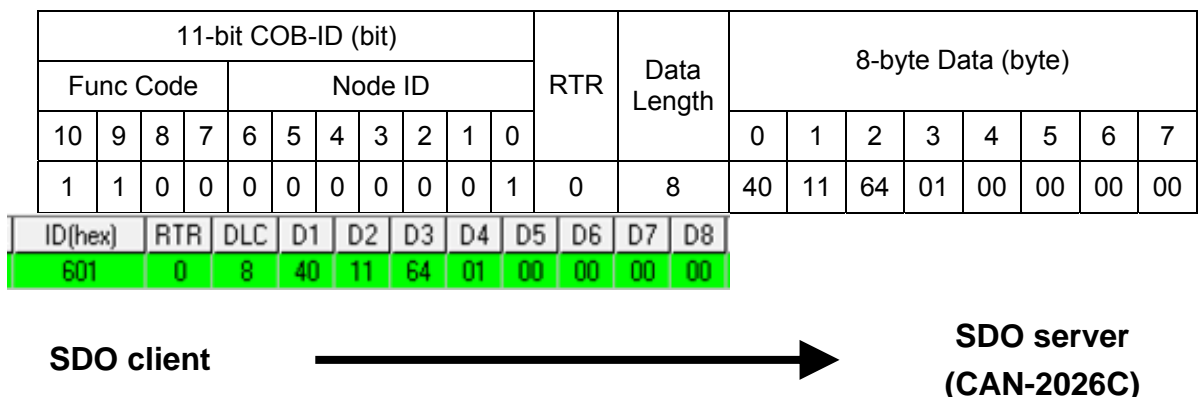 11-bit COB-ID (bit)
RTR
Data Length
8-byte Data (byte)
Func Code
Node ID
10 9 8 7 6 5 4 3 2 1 0 0 1 2 3 4 5 6 7
1 1 0 0 0 0 0 0 0 0 1 0 8 40 11 64 01 00 00 00 00
ID(hex) RTR DLC D1 D2 D3 D4 D5 D6 D7 D8
601 0 8 40 11 64 01 00 00 00 00
SDO client
SDO server
(CAN-2026C)